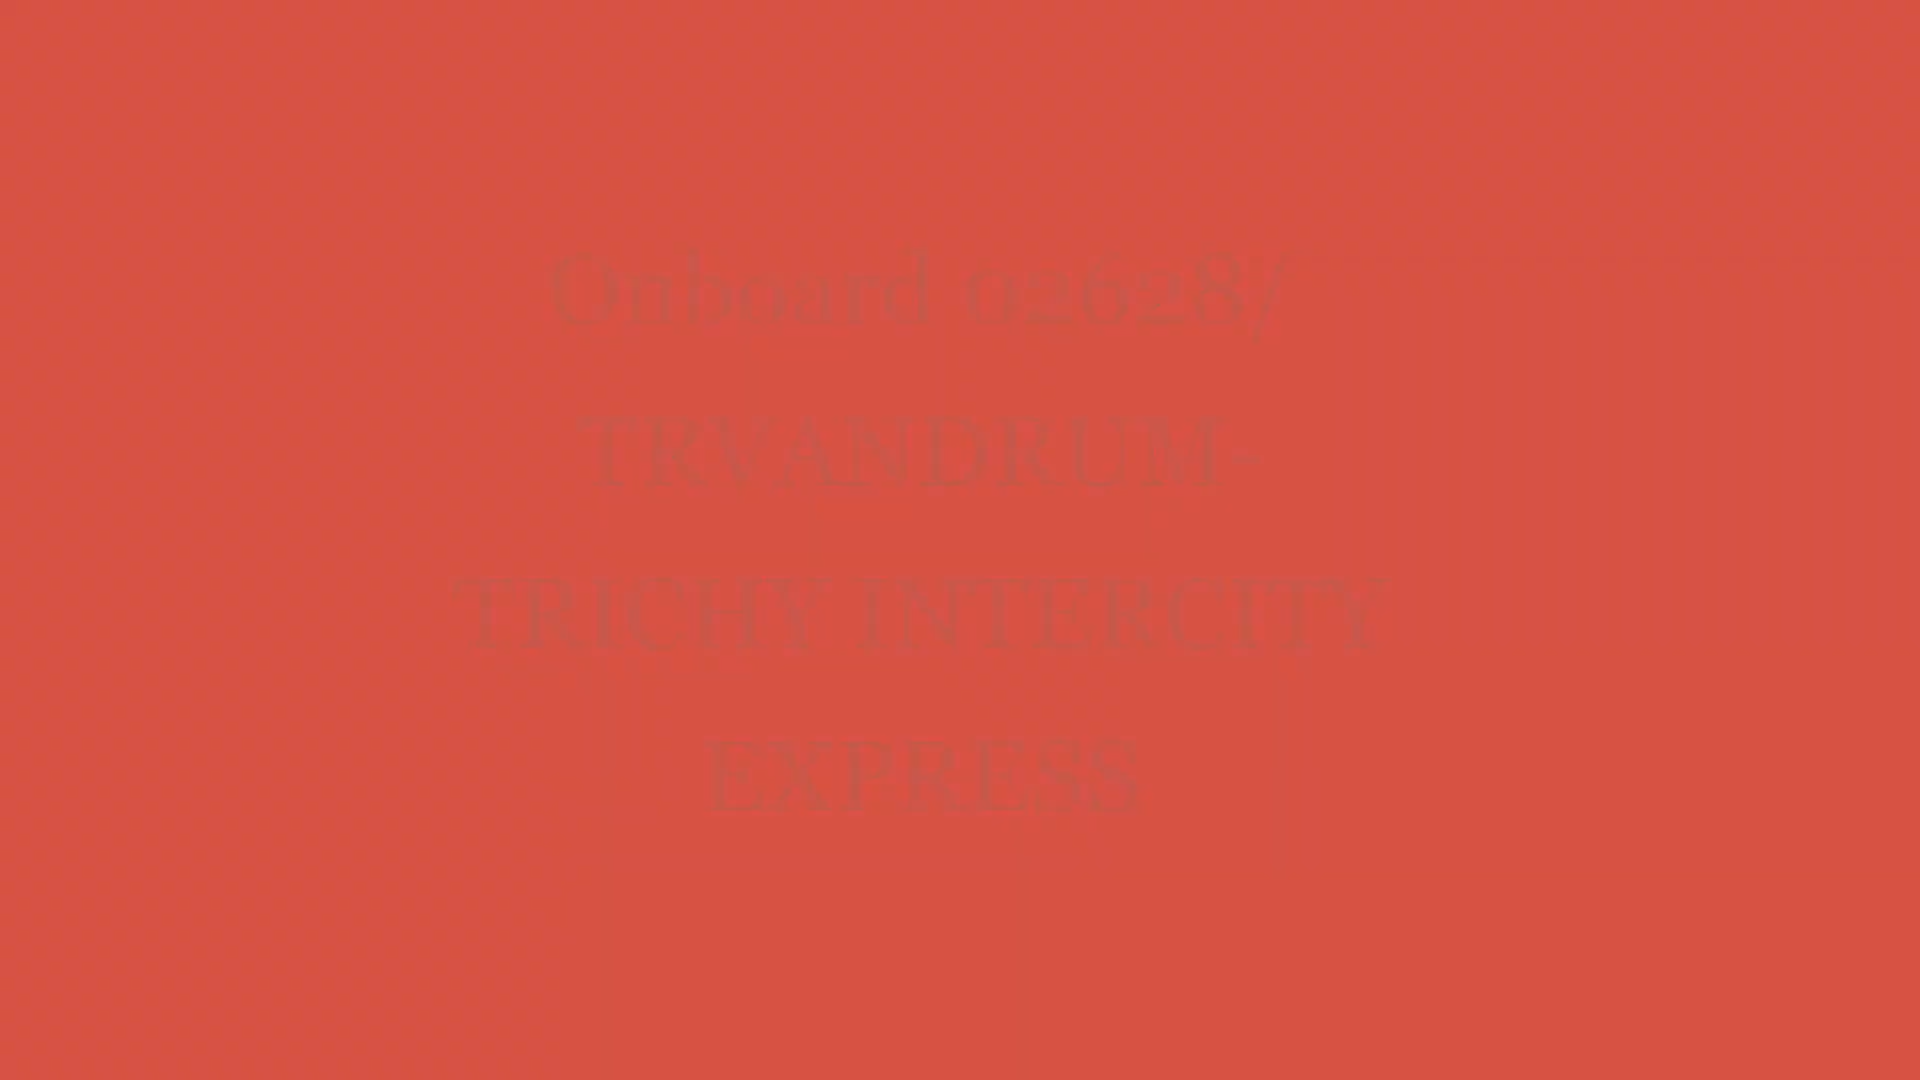 Onboard 02628/
TRVANDRUM-
TRICHY INTERCITY
EXPRESS